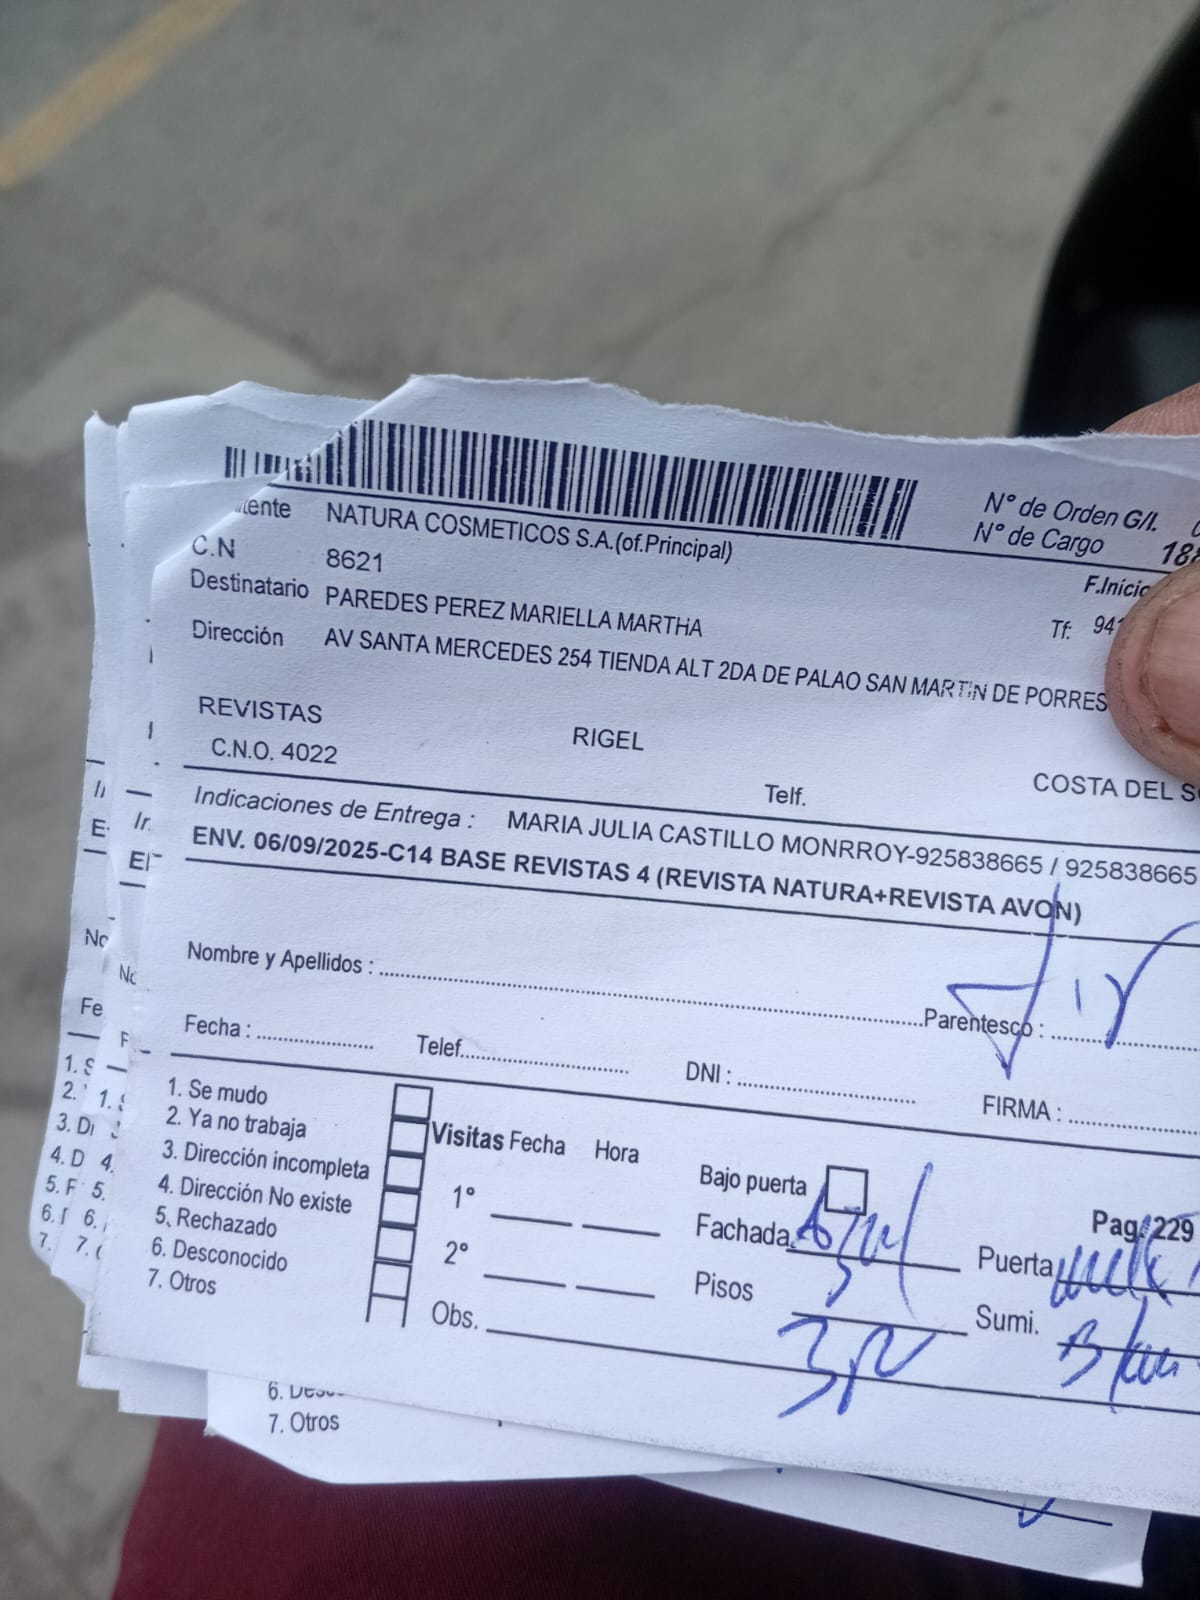 NATURA COSMETICOS S.A.(of.Principal)
N° de Orden G/I.
N° de Cargo 188
C.N 8621
F.Inicio
Destinatario PAREDES PEREZ MARIELLA MARTHA
Tf: 941
Dirección AV SANTA MERCEDES 254 TIENDA ALT 2DA DE PALAO SAN MARTIN DE PORRES
REVISTAS RIGEL
C.N.O. 4022 Telf. COSTA DEL S
Indicaciones de Entrega : MARIA JULIA CASTILLO MONRROY-925838665 / 925838665
ENV. 06/09/2025-C14 BASE REVISTAS 4 (REVISTA NATURA+REVISTA AVON)
Nombre y Apellidos : Parentesco :
Fecha : Telef. DNI : FIRMA :
1. Se mudo
2. Ya no trabaja
3. Dirección incompleta
4. Dirección No existe
5. Rechazado
6. Desconocido
7. Otros
Visitas Fecha Hora
1°
2°
Obs.
Bajo puerta Pag. 229
Fachada Puerta
Pisos Sumi.
7. Otros